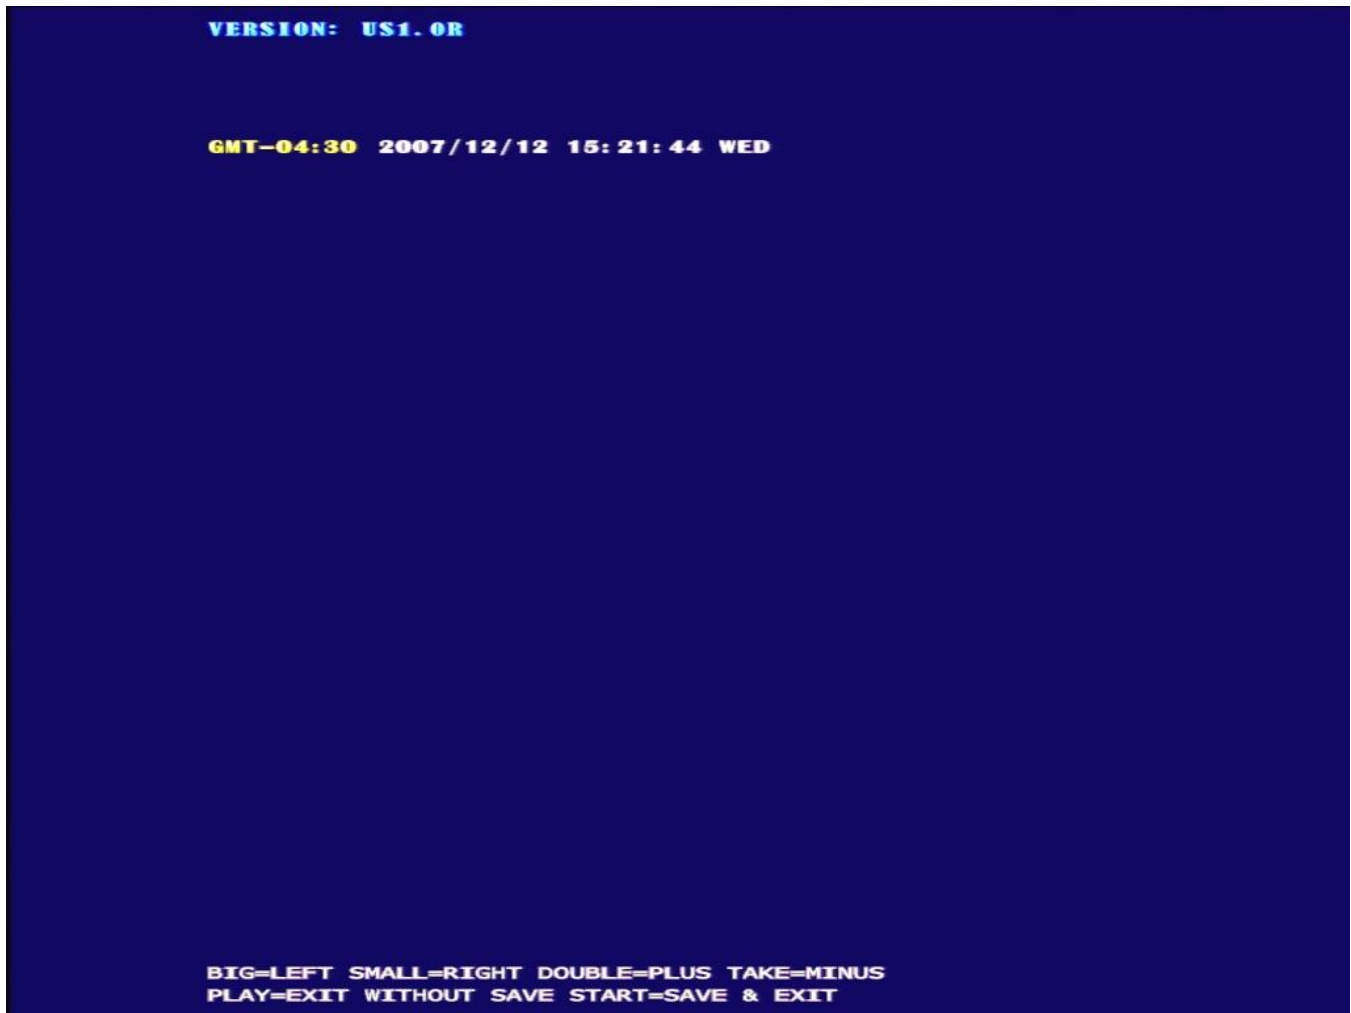 VERSION: US1.0R
GMT-04:30 2007/12/12 15:21:44 WED
BIG=LEFT SMALL=RIGHT DOUBLE=PLUS TAKE=MINUS
PLAY=EXIT WITHOUT SAVE START=SAVE & EXIT